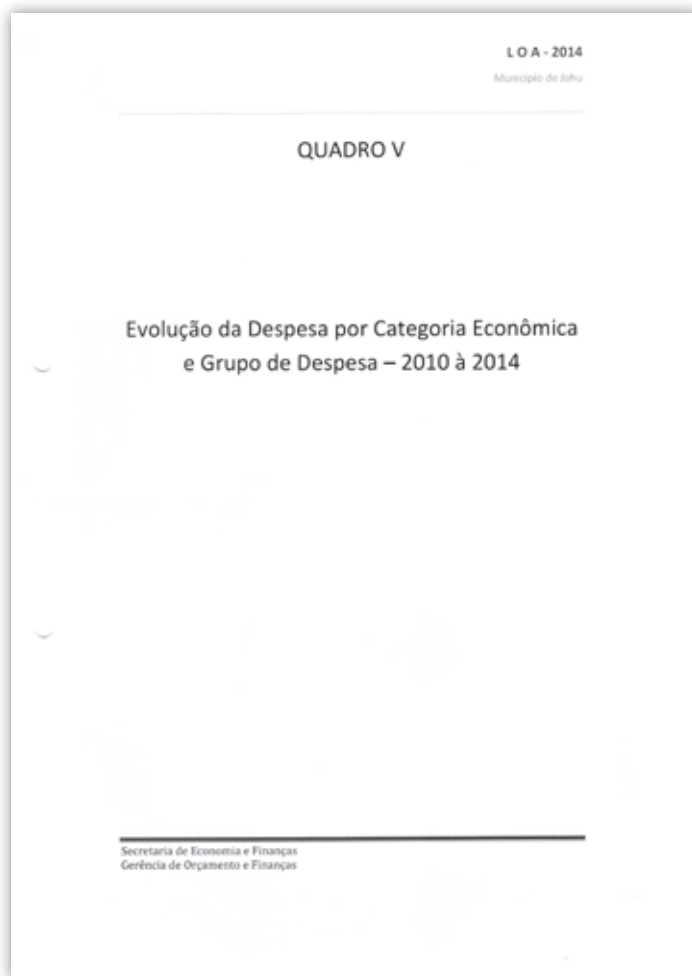 L O A - 2014
Município de Jahu
QUADRO V
Evolução da Despesa por Categoria Econômica
e Grupo de Despesa – 2010 à 2014
Secretaria de Economia e Finanças
Gerência de Orçamento e Finanças